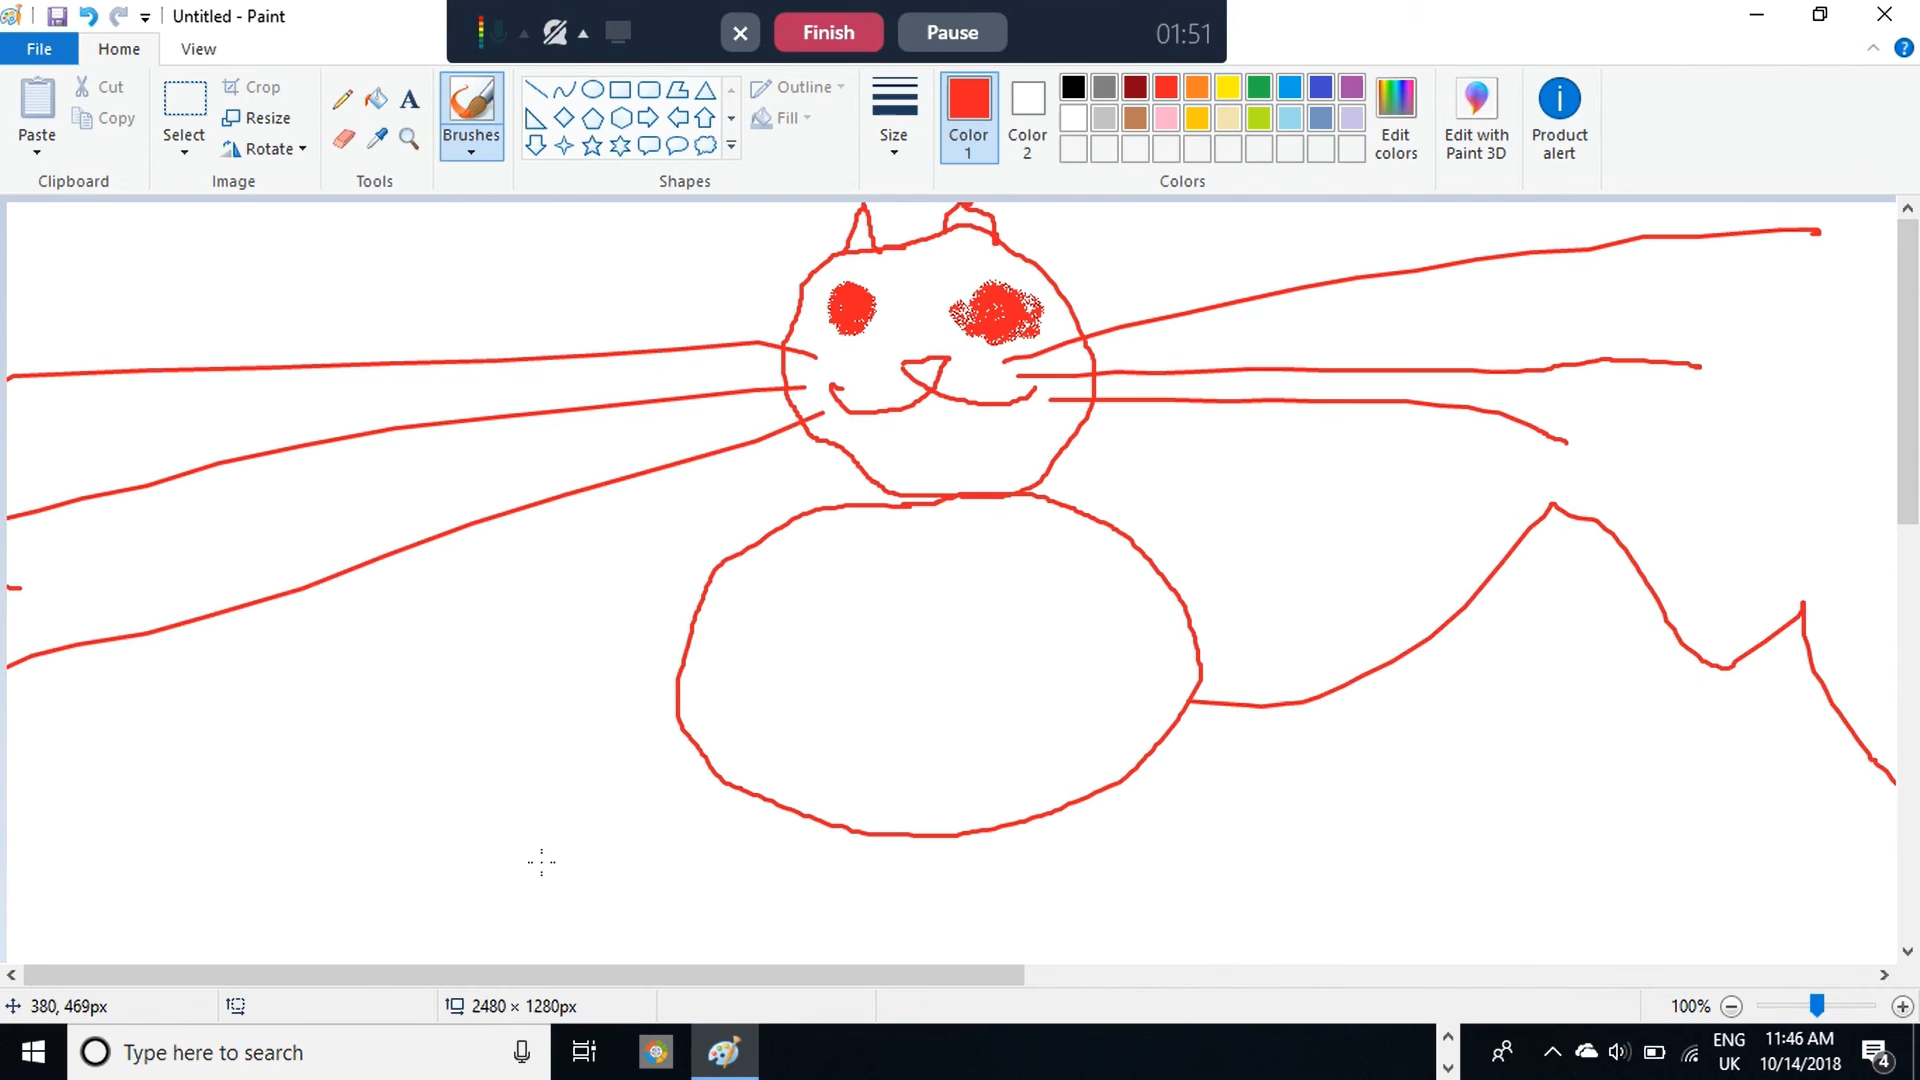 Untitled - Paint
Finish
Pause
01:51
File
Home
View
Paste
Cut
Copy
Clipboard
Select
Crop
Resize
Rotate
Image
A
Tools
Brushes
Outline
Fill
Shapes
Size
Color
1
Color
2
Edit
colors
Colors
Edit with
Paint 3D
Product
alert
380, 469px
2480 × 1280px
100%
Type here to search
ENG
UK
11:46 AM
10/14/2018
4